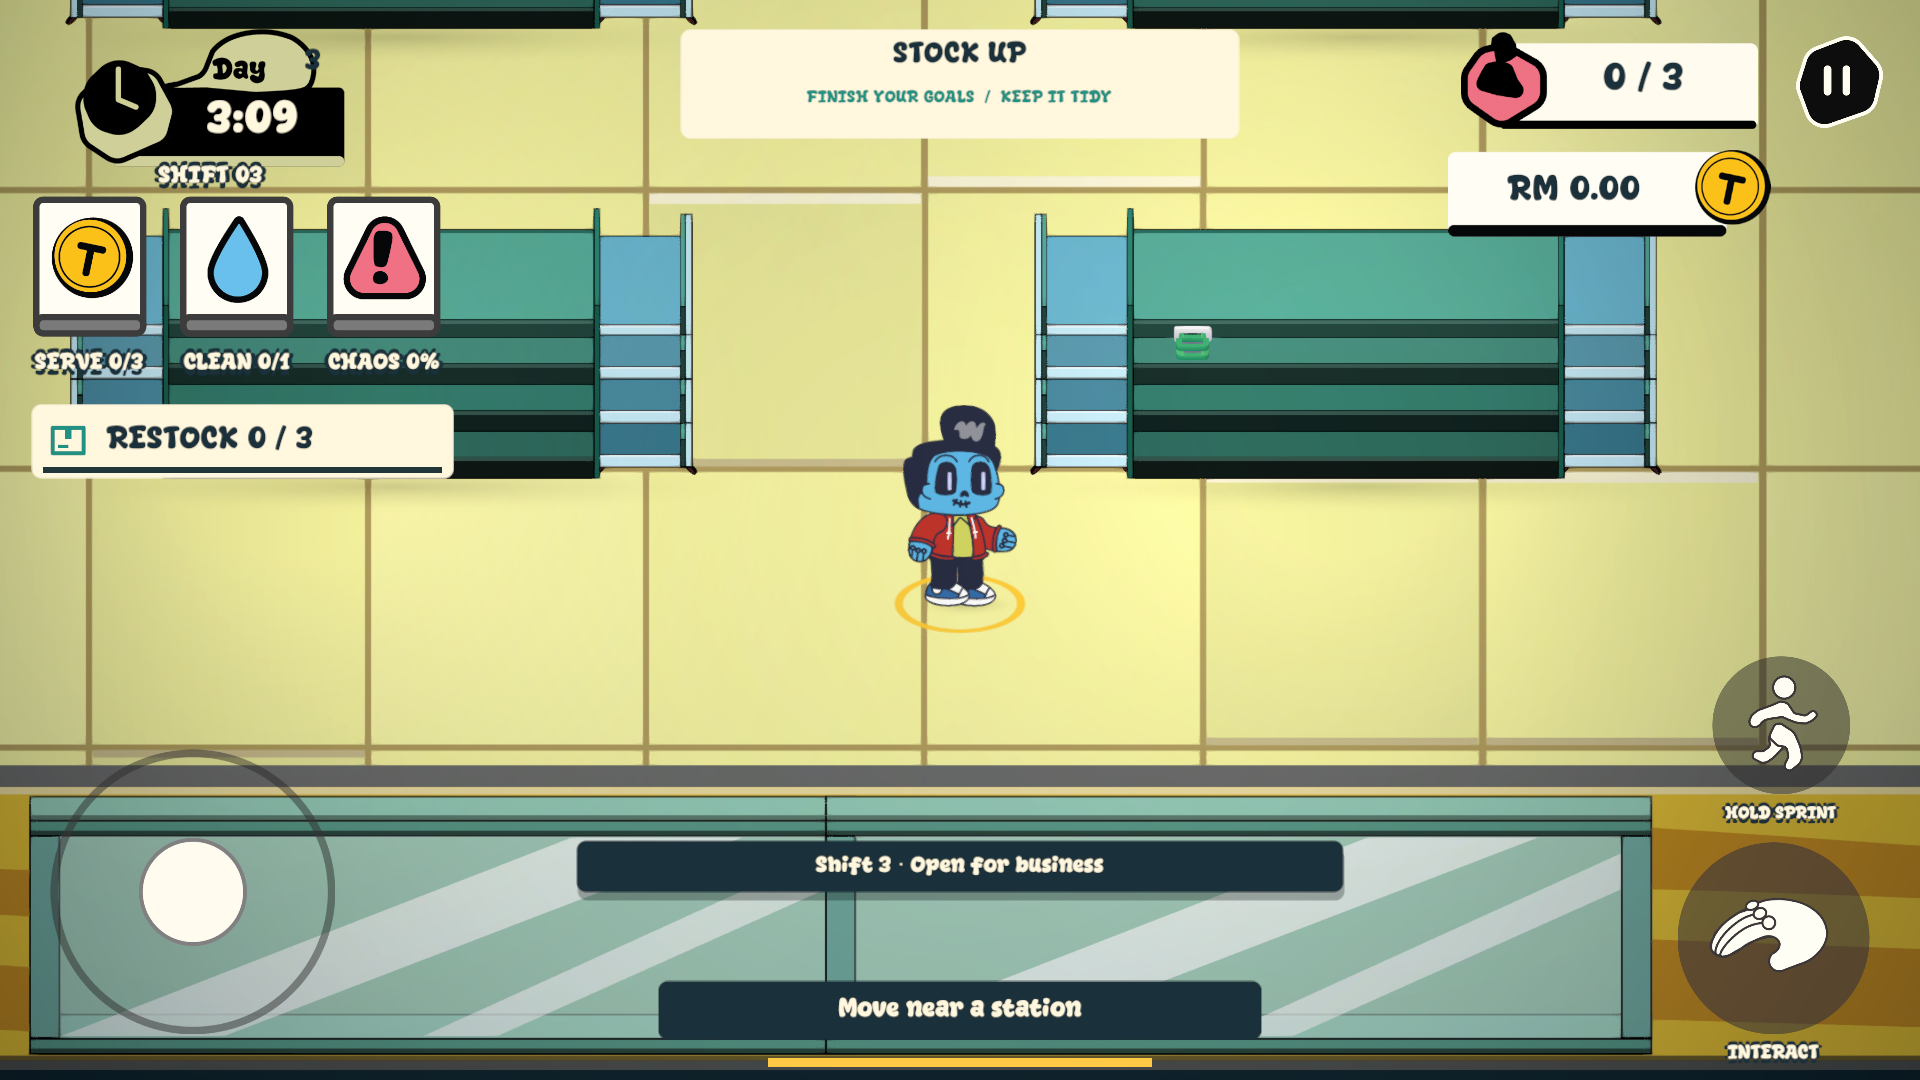 Day 3
3:09
SHIFT 03
STOCK UP
FINISH YOUR GOALS / KEEP IT TIDY
0 / 3
RM 0.00
T
T
SERVE 0/3
CLEAN 0/1
CHAOS 0%
RESTOCK 0 / 3
HOLD SPRINT
Shift 3 · Open for business
Move near a station
INTERACT